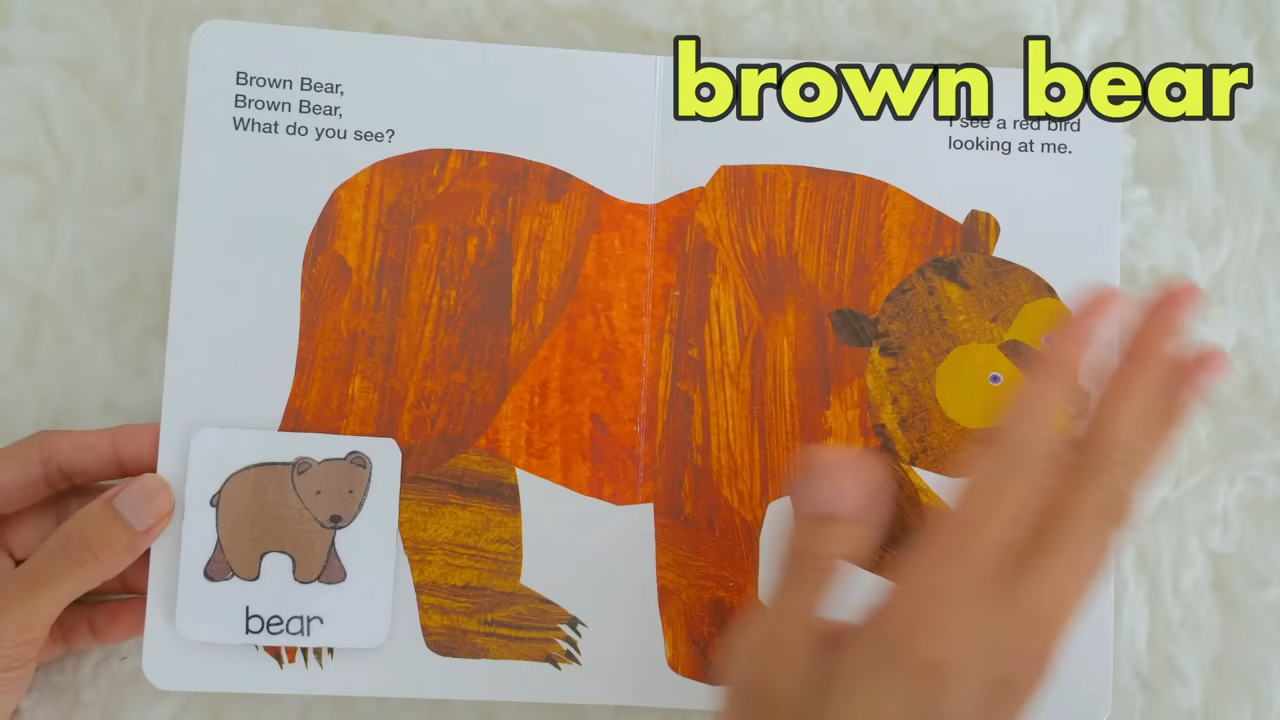 brown bear
Brown Bear,
Brown Bear,
What do you see?
I see a red bird
looking at me.
bear